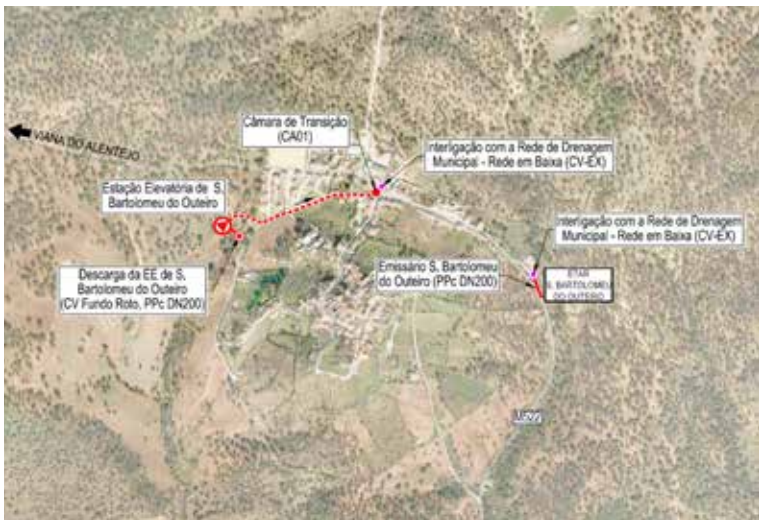 Câmara de Transição
(CA01)
Interligação com a Rede de Drenagem
Municipal - Rede em Baixa (CV-EX)
VIANA DO ALENTEJO
Estação Elevatória de S.
Bartolomeu do Outeiro
Interligação com a Rede de Drenagem
Municipal - Rede em Baixa (CV-EX)
Descarga da EE de S.
Bartolomeu do Outeiro
(CV Fundo Roto, PPc DN200)
Emissário S. Bartolomeu
do Outeiro (PPc DN200)
ETAR
S. BARTOLOMEU
DO OUTEIRO